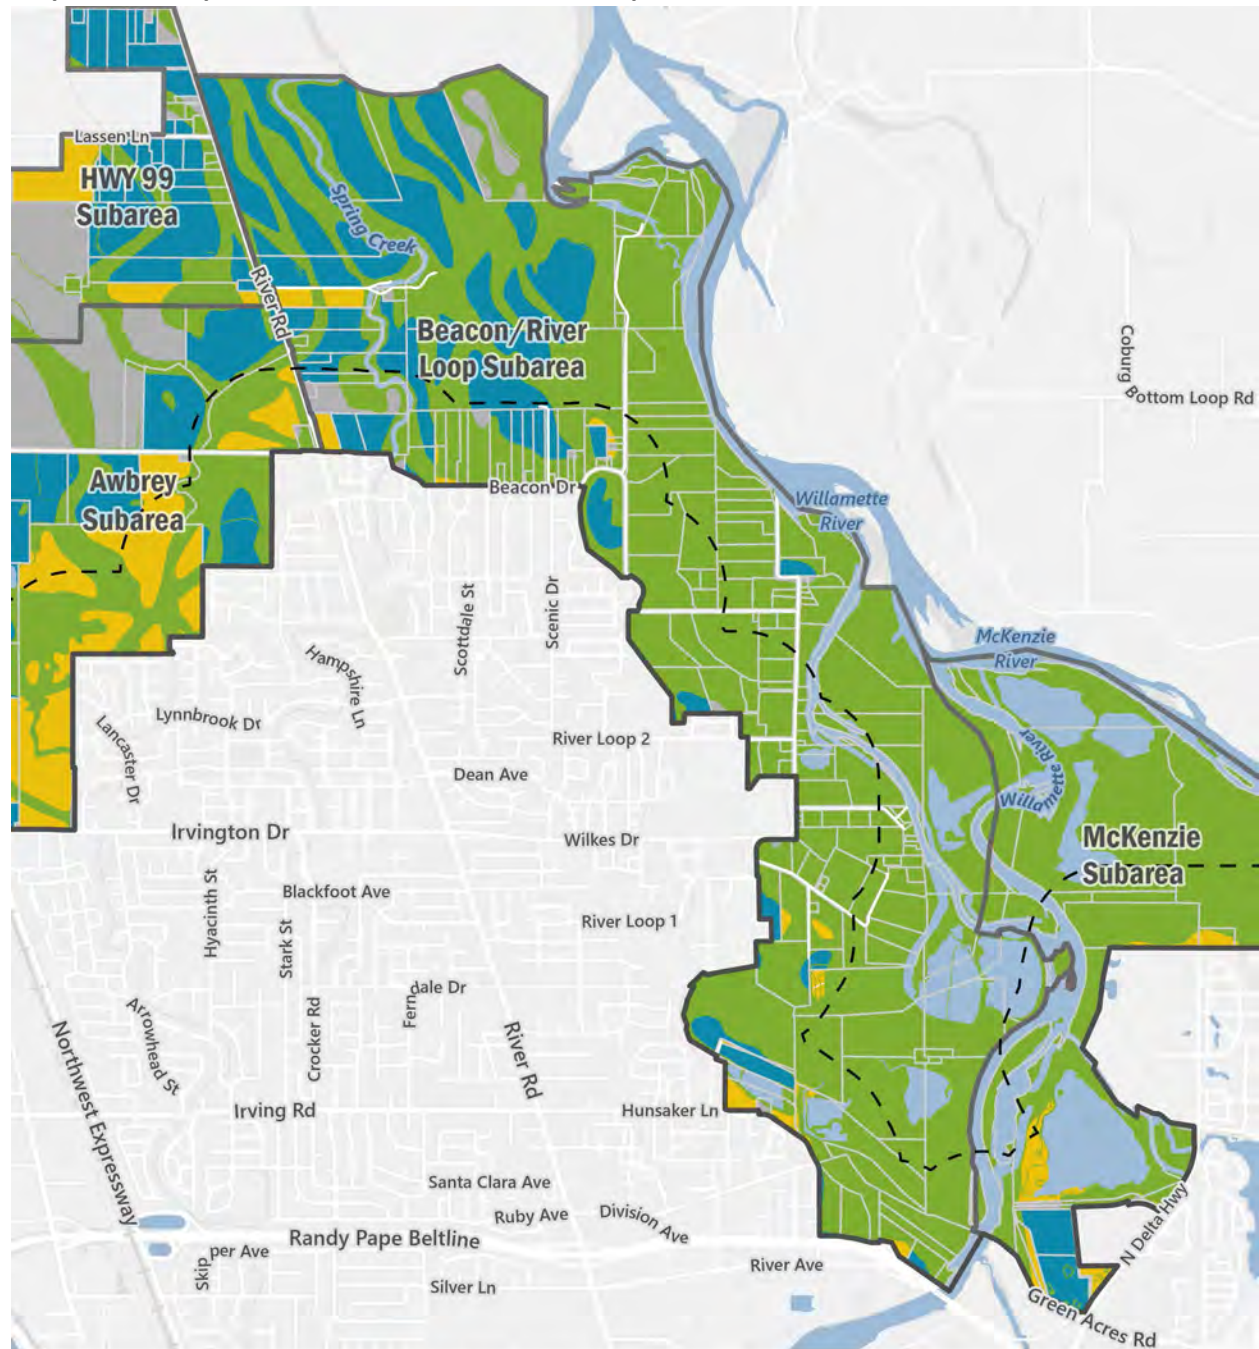 Lassen Ln
HWY 99
Subarea
Spring Creek
River Rd
Beacon/River
Loop Subarea
Coburg Bottom Loop Rd
Awbrey
Subarea
Beacon Dr
Willamette
River
Scottdale St
Scenic Dr
McKenzie
River
Hampshire Ln
Lynnbrook Dr
Lancaster Dr
River Loop 2
Willamette River
Dean Ave
Irvington Dr
Wilkes Dr
McKenzie
Subarea
Blackfoot Ave
Hyacinth St
Stark St
River Loop 1
Ferndale Dr
Arrowhead St
Crocker Rd
River Rd
Northwest Expressway
Irving Rd
Hunsaker Ln
Santa Clara Ave
Ruby Ave
Division Ave
N Delta Hwy
Randy Pape Beltline
Skipper Ave
River Ave
Silver Ln
Green Acres Rd